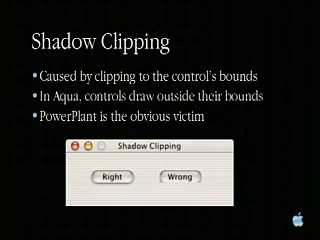 Shadow Clipping
• Caused by clipping to the control's bounds
• In Aqua, controls draw outside their bounds
• PowerPlant is the obvious victim
Shadow Clipping
Right Wrong